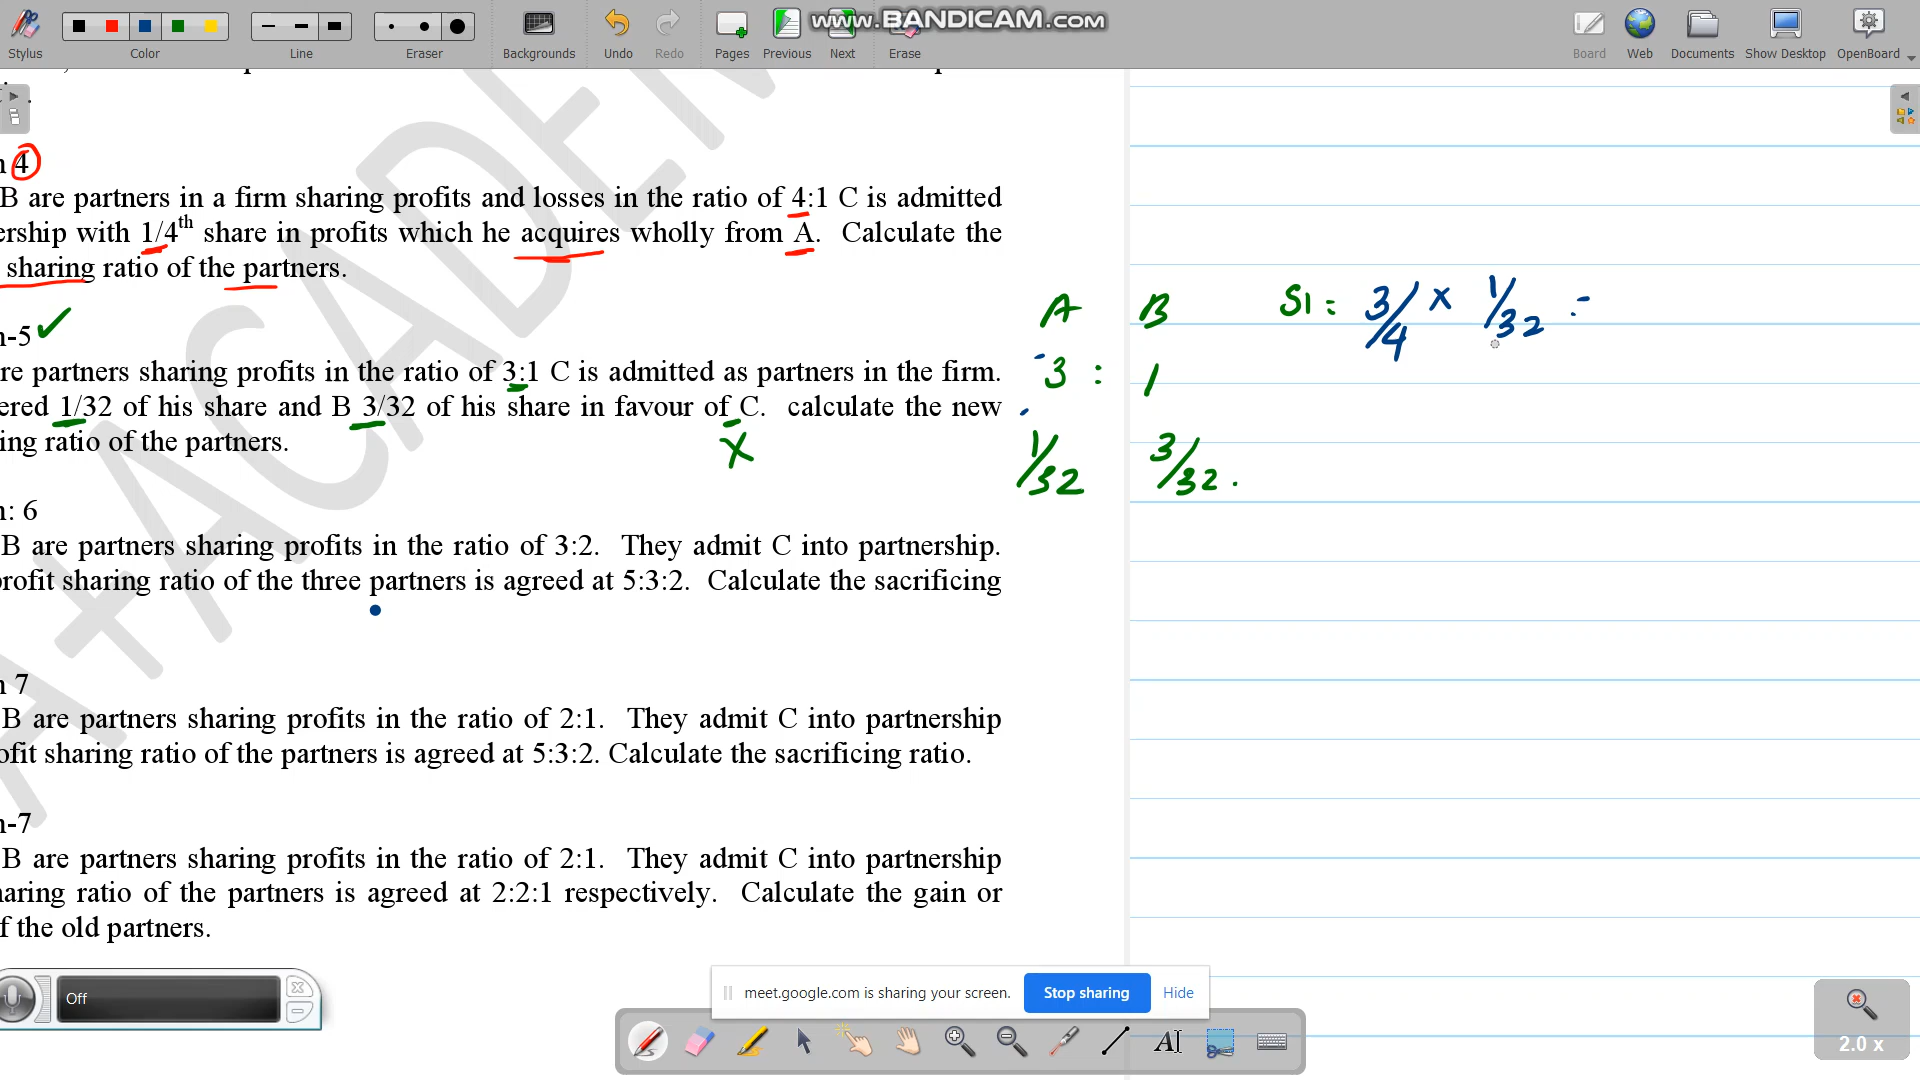 Stylus Color Line Eraser Backgrounds Undo Redo Pages Previous Next Erase Board Web Documents Show Desktop OpenBoard
www.BANDICAM.com
n 4
B are partners in a firm sharing profits and losses in the ratio of 4:1 C is admitted
ership with 1/4th share in profits which he acquires wholly from A. Calculate the
sharing ratio of the partners.
n-5
re partners sharing profits in the ratio of 3:1 C is admitted as partners in the firm.
ered 1/32 of his share and B 3/32 of his share in favour of C. calculate the new
ing ratio of the partners.
n: 6
B are partners sharing profits in the ratio of 3:2. They admit C into partnership.
profit sharing ratio of the three partners is agreed at 5:3:2. Calculate the sacrificing
n 7
B are partners sharing profits in the ratio of 2:1. They admit C into partnership
ofit sharing ratio of the partners is agreed at 5:3:2. Calculate the sacrificing ratio.
n-7
B are partners sharing profits in the ratio of 2:1. They admit C into partnership
haring ratio of the partners is agreed at 2:2:1 respectively. Calculate the gain or
f the old partners.
A B
3 : 1
1/32 3/32.
S1 : 3/4 × 1/32 =
A+ACADEM
Off
meet.google.com is sharing your screen. Stop sharing Hide
2.0 x